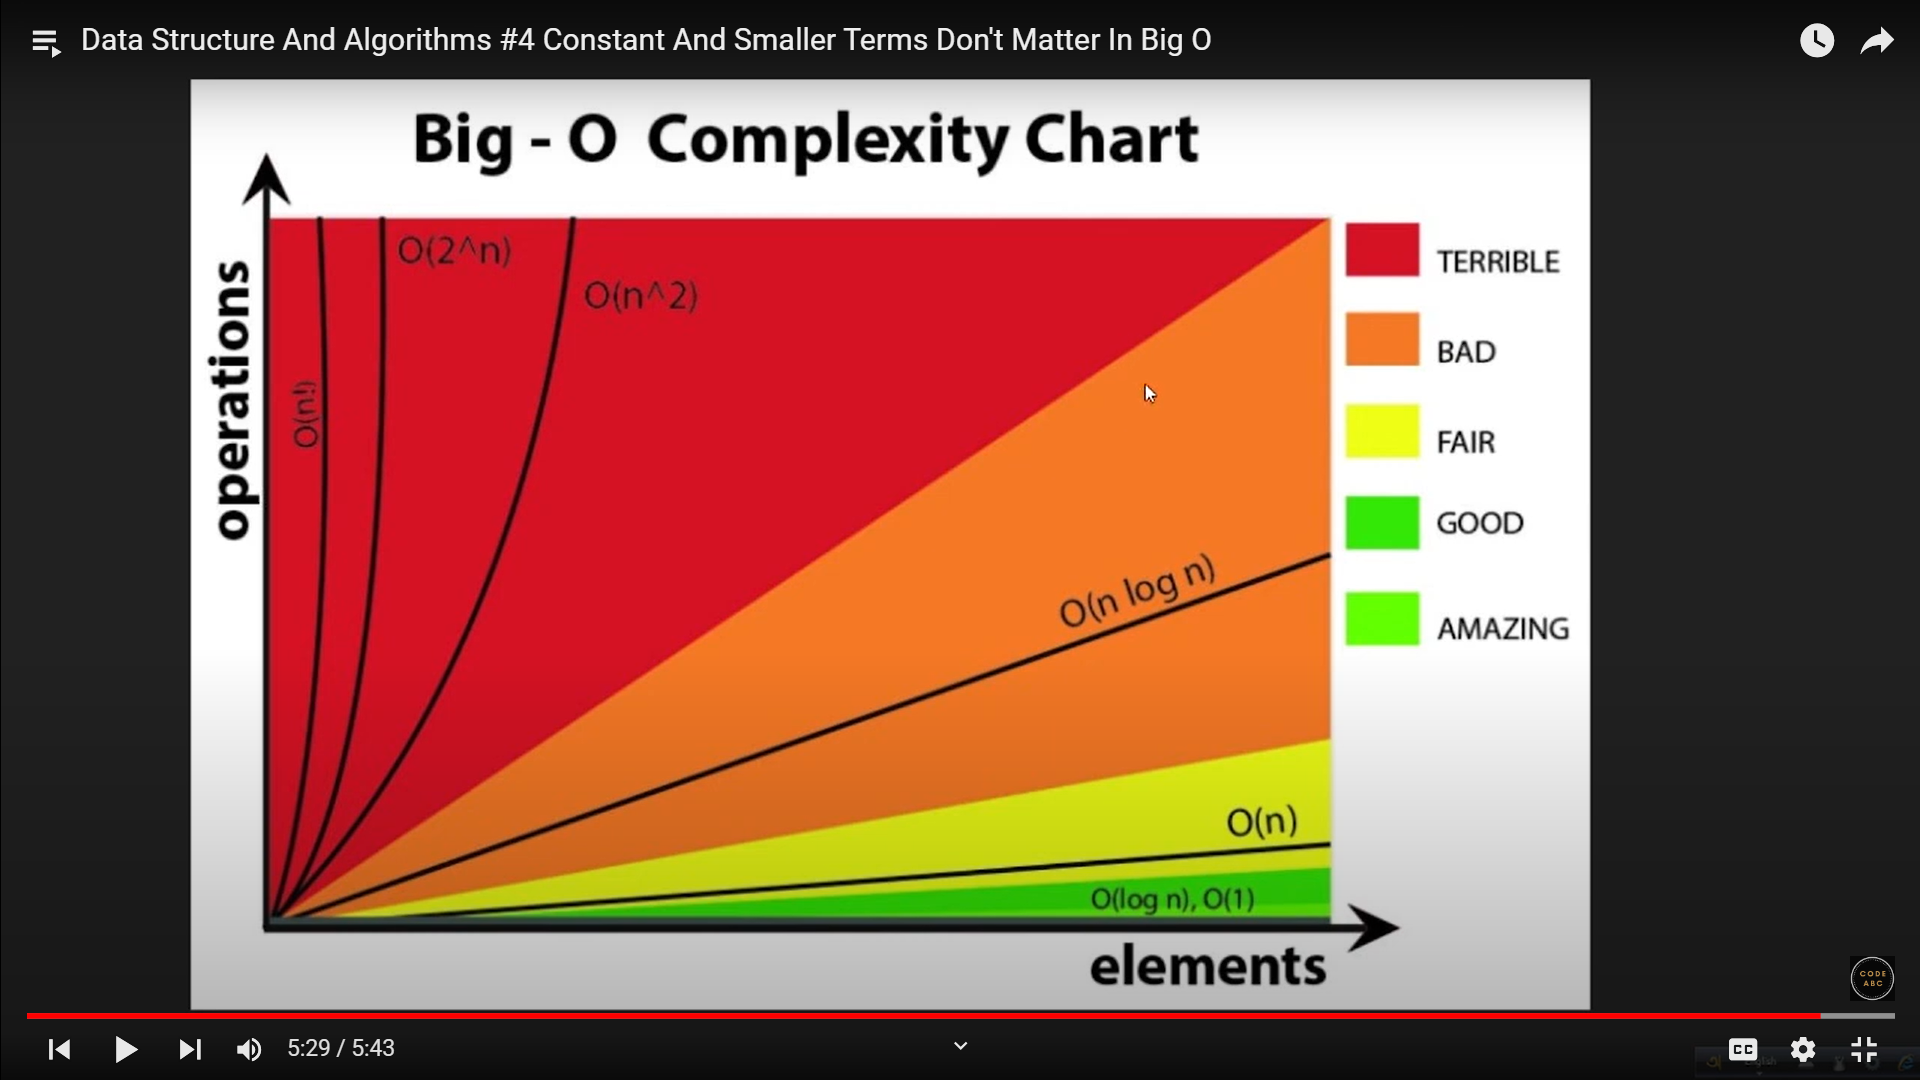 Data Structure And Algorithms #4 Constant And Smaller Terms Don't Matter In Big O
Big - O Complexity Chart
operations
O(n!)
O(2^n)
O(n^2)
O(n log n)
O(n)
O(log n), O(1)
elements
TERRIBLE
BAD
FAIR
GOOD
AMAZING
CODE
ABC
5:29 / 5:43
CC